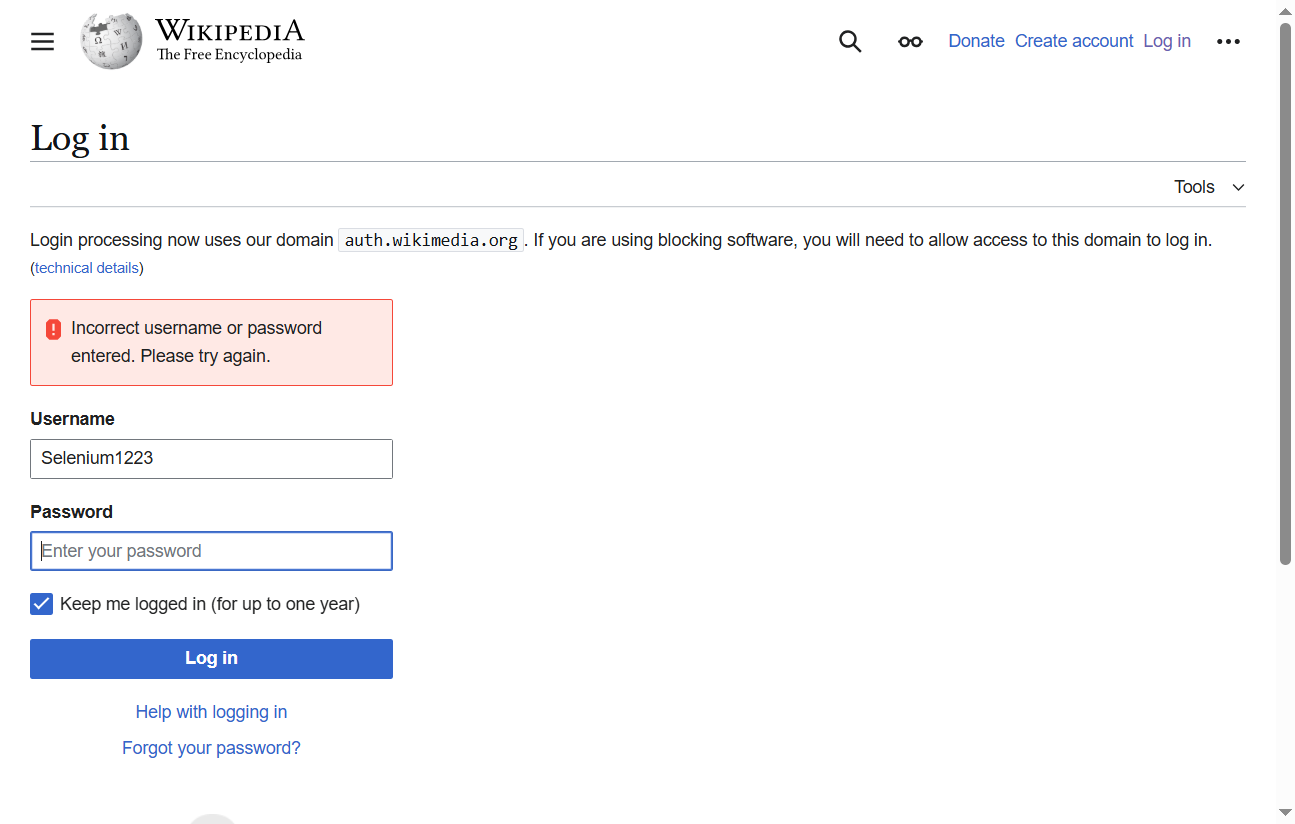 WIKIPEDIA
The Free Encyclopedia
Donate Create account Log in
Log in
Tools
Login processing now uses our domain auth.wikimedia.org. If you are using blocking software, you will need to allow access to this domain to log in.
(technical details)
Incorrect username or password
entered. Please try again.
Username
Selenium1223
Password
Enter your password
Keep me logged in (for up to one year)
Log in
Help with logging in
Forgot your password?